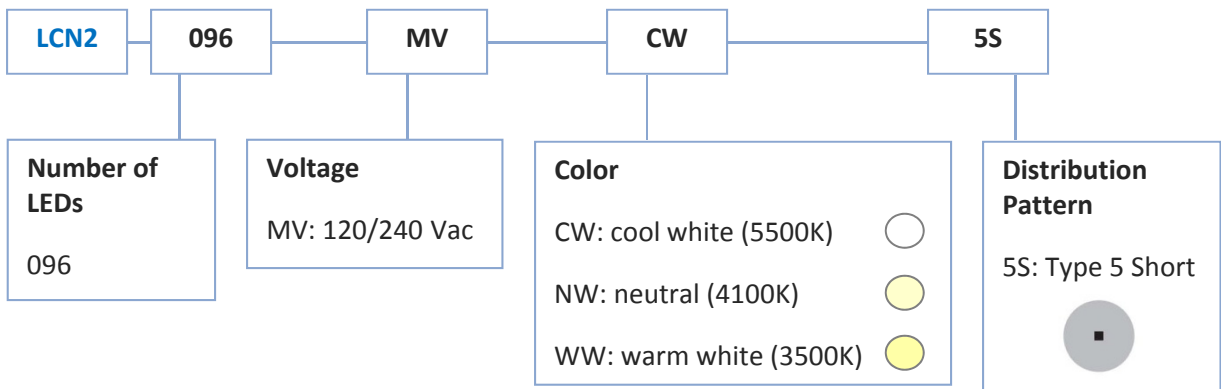 LCN2 096 MV CW 5S
Number of
LEDs
096
Voltage
MV: 120/240 Vac
Color
CW: cool white (5500K)
NW: neutral (4100K)
WW: warm white (3500K)
Distribution
Pattern
5S: Type 5 Short